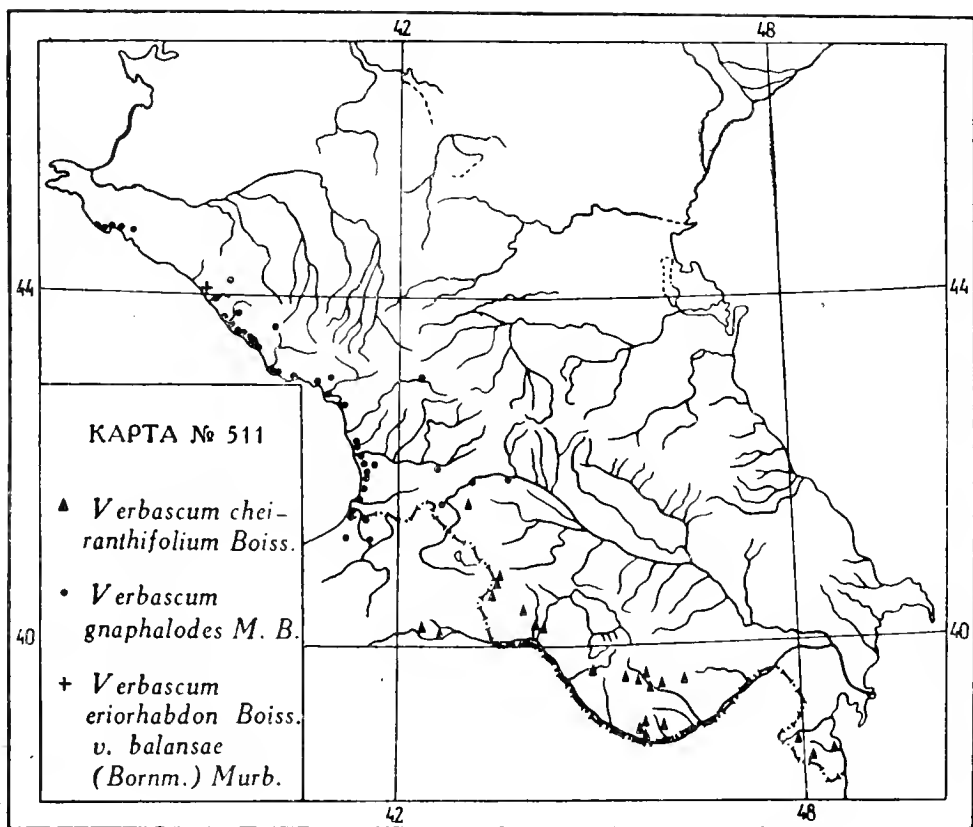 42 48
44 44
КАРТА № 511
▲ Verbascum chei-
ranthifolium Boiss.
• Verbascum
gnaphalodes M. B.
40 40
+ Verbascum
eriorhabdon Boiss.
v. balansae
(Bornm.) Murb.
42 48